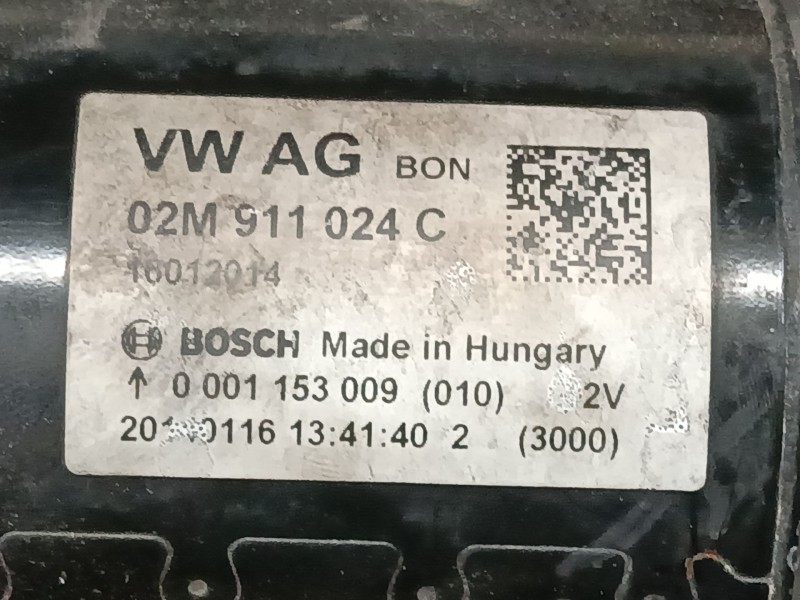 VW AG BON
02M 911 024 C
16012014
BOSCH Made in Hungary
↑ 0 001 153 009 (010)
13:41:40 2 (3000)